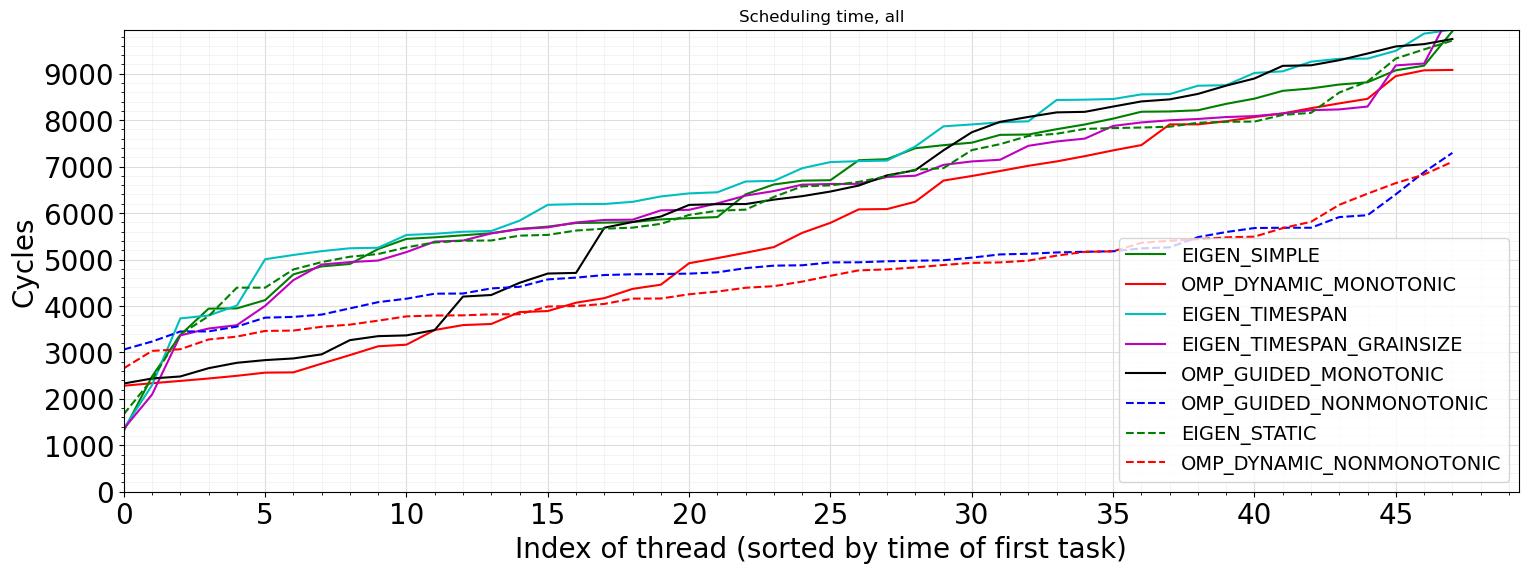 Scheduling time, all
Cycles
9000
8000
7000
6000
5000
4000
3000
2000
1000
0
EIGEN_SIMPLE
OMP_DYNAMIC_MONOTONIC
EIGEN_TIMESPAN
EIGEN_TIMESPAN_GRAINSIZE
OMP_GUIDED_MONOTONIC
OMP_GUIDED_NONMONOTONIC
EIGEN_STATIC
OMP_DYNAMIC_NONMONOTONIC
0 5 10 15 20 25 30 35 40 45
Index of thread (sorted by time of first task)